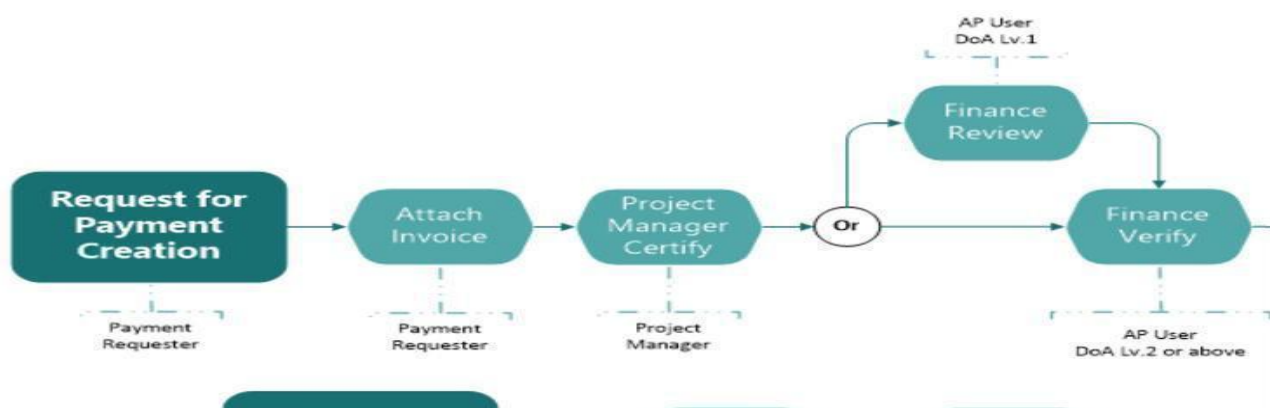 AP User
DoA Lv.1
Finance
Review
Request for
Payment
Creation
Attach
Invoice
Project
Manager
Certify
Or
Finance
Verify
Payment
Requester
Payment
Requester
Project
Manager
AP User
DoA Lv.2 or above